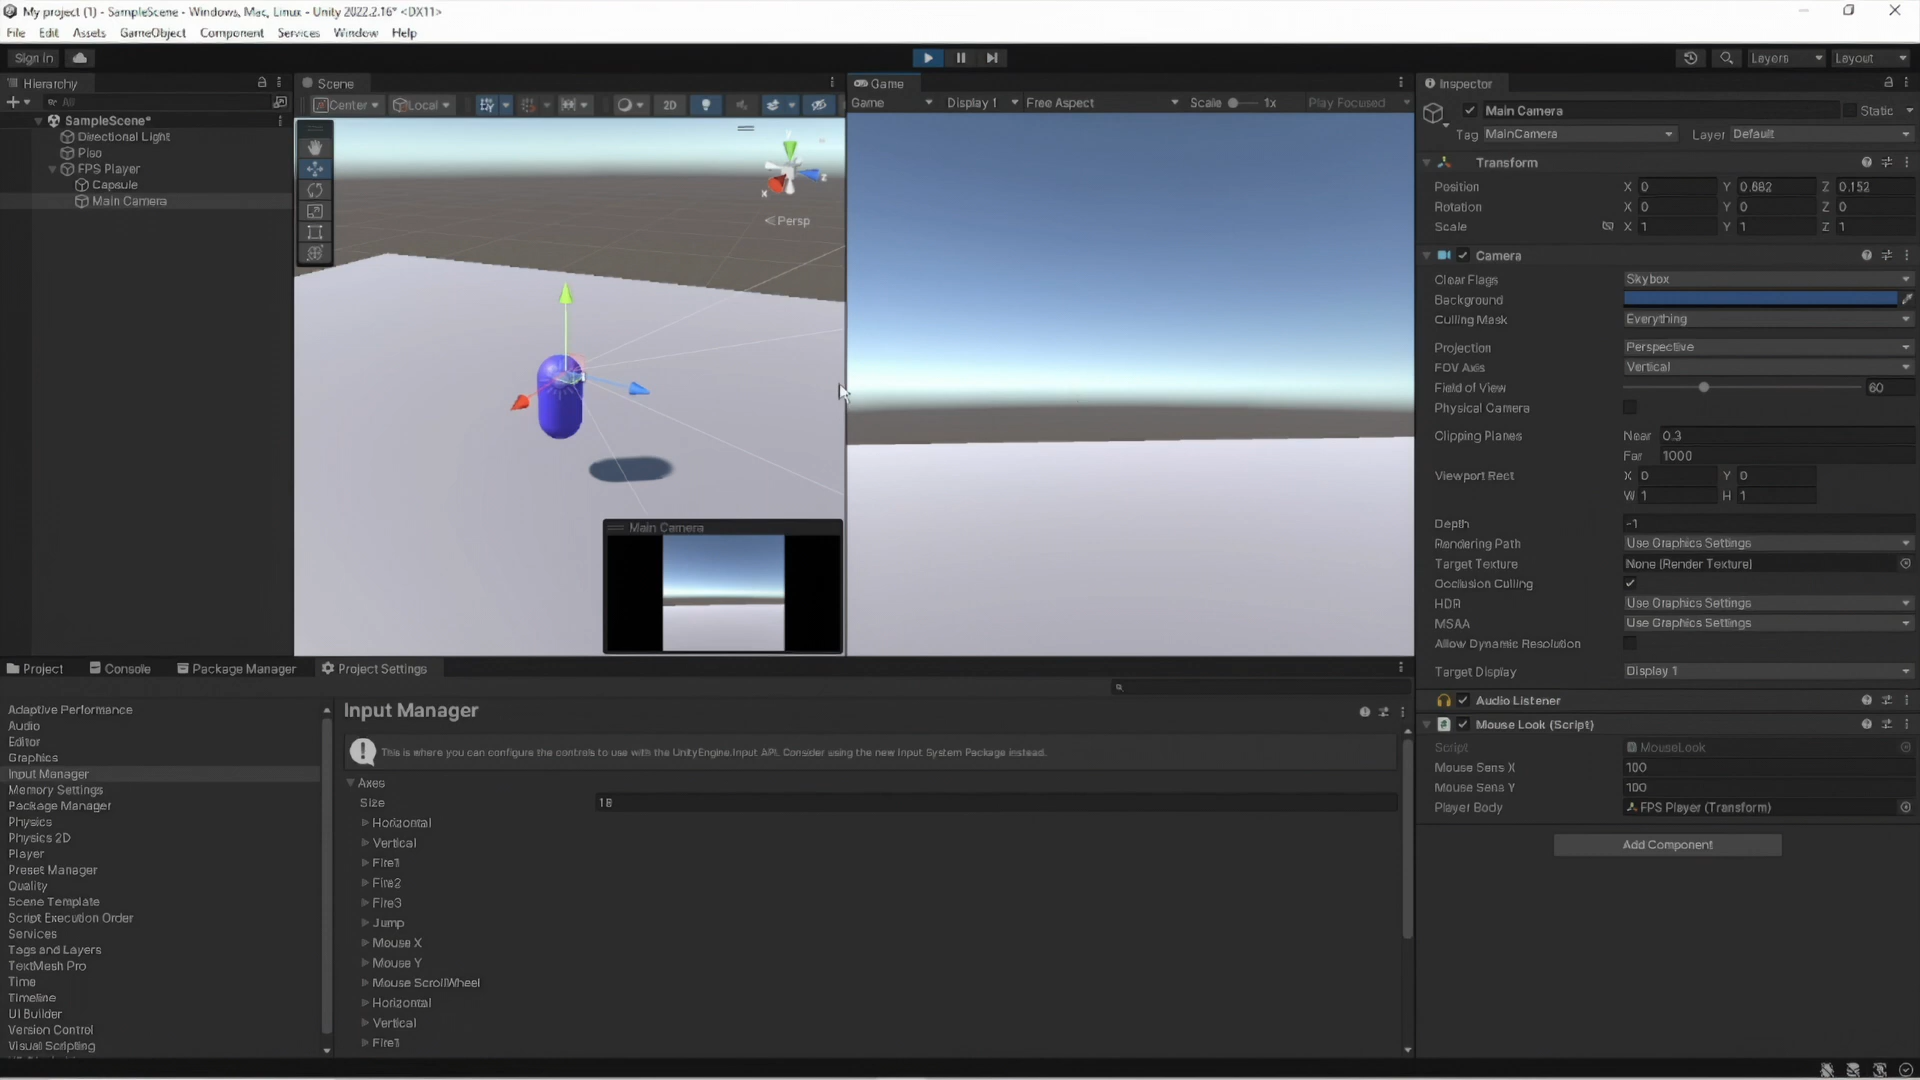 My project (1) - SampleScene - Windows, Mac, Linux - Unity 2022.2.16* <DX11>
File Edit Assets GameObject Component Services Window Help
Sign In
Layers
Layout
Hierarchy
All
SampleScene*
Directional Light
Piso
FPS Player
Capsule
Main Camera
Scene
Center
Local
2D
y
x
z
Persp
Main Camera
Game
Game Display 1 Free Aspect Scale 1x Play Focused
Inspector
Main Camera Static
Tag MainCamera Layer Default
Transform
Position X 0 Y 0.682 Z 0.152
Rotation X 0 Y 0 Z 0
Scale X 1 Y 1 Z 1
Camera
Clear Flags Skybox
Background
Culling Mask Everything
Projection Perspective
FOV Axis Vertical
Field of View 60
Physical Camera
Clipping Planes Near 0.3
Far 1000
Viewport Rect X 0 Y 0
W 1 H 1
Depth -1
Rendering Path Use Graphics Settings
Target Texture None (Render Texture)
Occlusion Culling
HDR Use Graphics Settings
MSAA Use Graphics Settings
Allow Dynamic Resolution
Target Display Display 1
Audio Listener
Mouse Look (Script)
Script MouseLook
Mouse Sens X 100
Mouse Sens Y 100
Player Body FPS Player (Transform)
Add Component
Project Console Package Manager Project Settings
Adaptive Performance
Audio
Editor
Graphics
Input Manager
Memory Settings
Package Manager
Physics
Physics 2D
Player
Preset Manager
Quality
Scene Template
Script Execution Order
Services
Tags and Layers
TextMesh Pro
Time
Timeline
UI Builder
Version Control
Visual Scripting
Input Manager
This is where you can configure the controls to use with the UnityEngine.Input API. Consider using the new Input System Package instead.
Axes
Size 18
Horizontal
Vertical
Fire1
Fire2
Fire3
Jump
Mouse X
Mouse Y
Mouse ScrollWheel
Horizontal
Vertical
Fire1